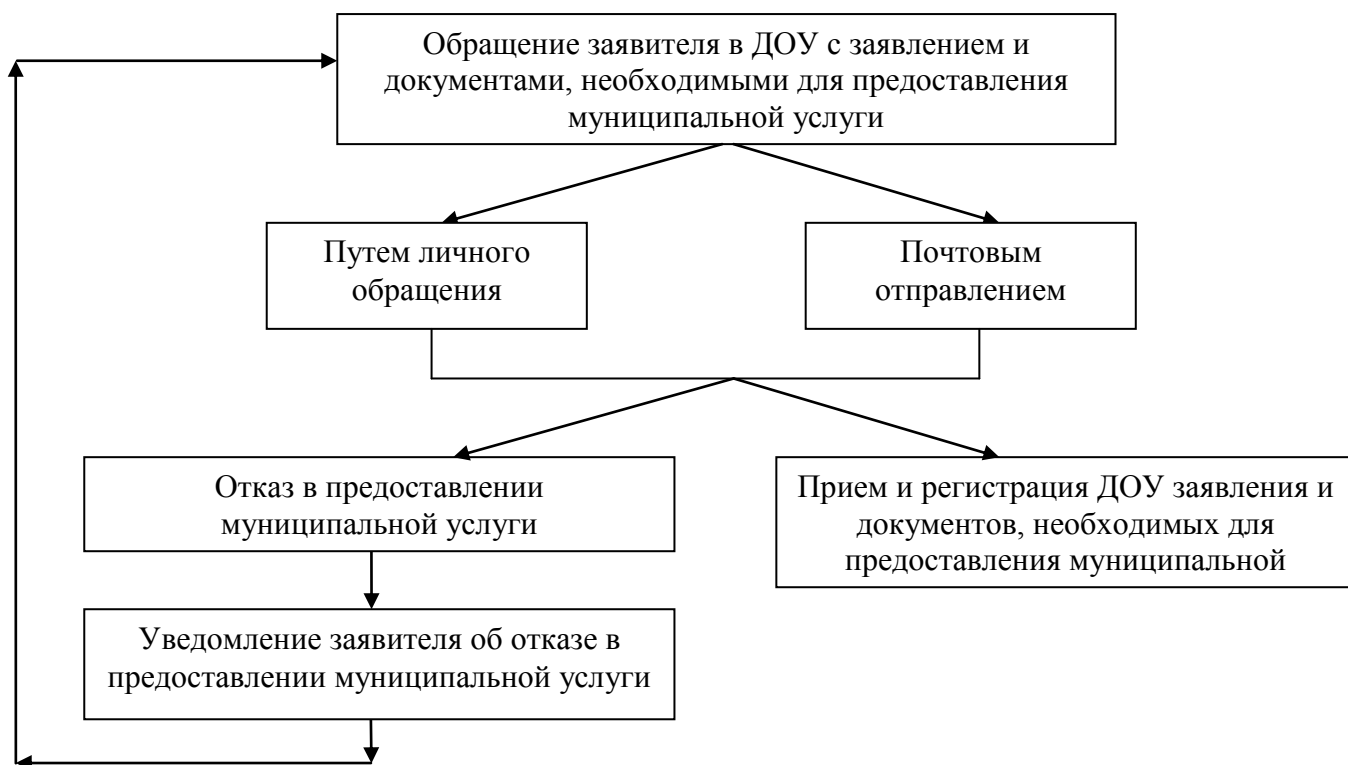 Обращение заявителя в ДОУ с заявлением и
документами, необходимыми для предоставления
муниципальной услуги
Путем личного
обращения
Почтовым
отправлением
Отказ в предоставлении
муниципальной услуги
Прием и регистрация ДОУ заявления и
документов, необходимых для
предоставления муниципальной
Уведомление заявителя об отказе в
предоставлении муниципальной услуги